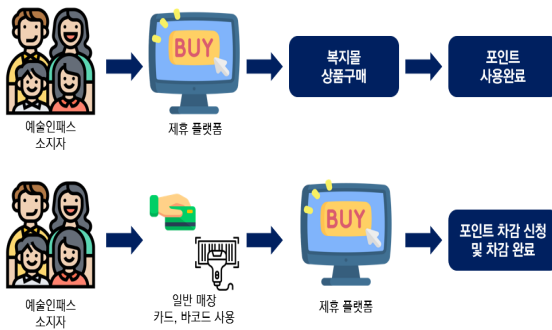 예술인패스
소지자
BUY
제휴 플랫폼
복지몰
상품구매
포인트
사용완료
예술인패스
소지자
일반 매장
카드, 바코드 사용
BUY
제휴 플랫폼
포인트 차감 신청
및 차감 완료